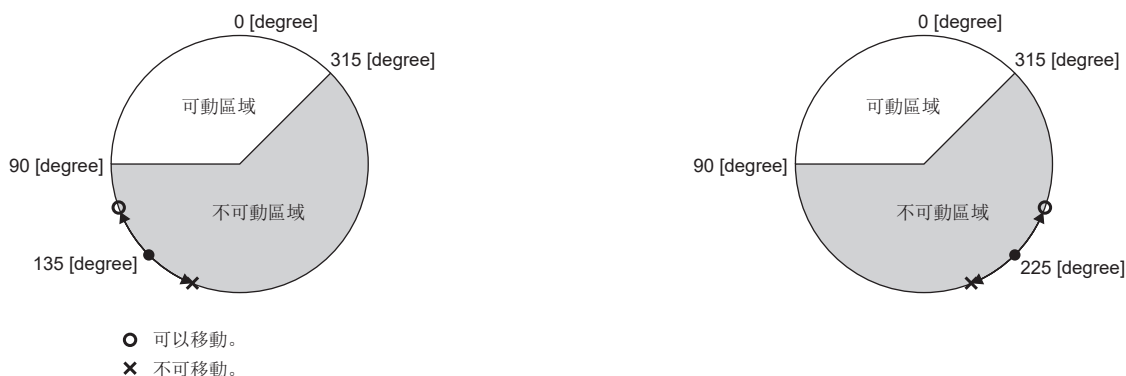 0 [degree]
315 [degree]
可動區域
90 [degree]
不可動區域
135 [degree]
可以移動。
不可移動。
0 [degree]
315 [degree]
可動區域
90 [degree]
不可動區域
225 [degree]